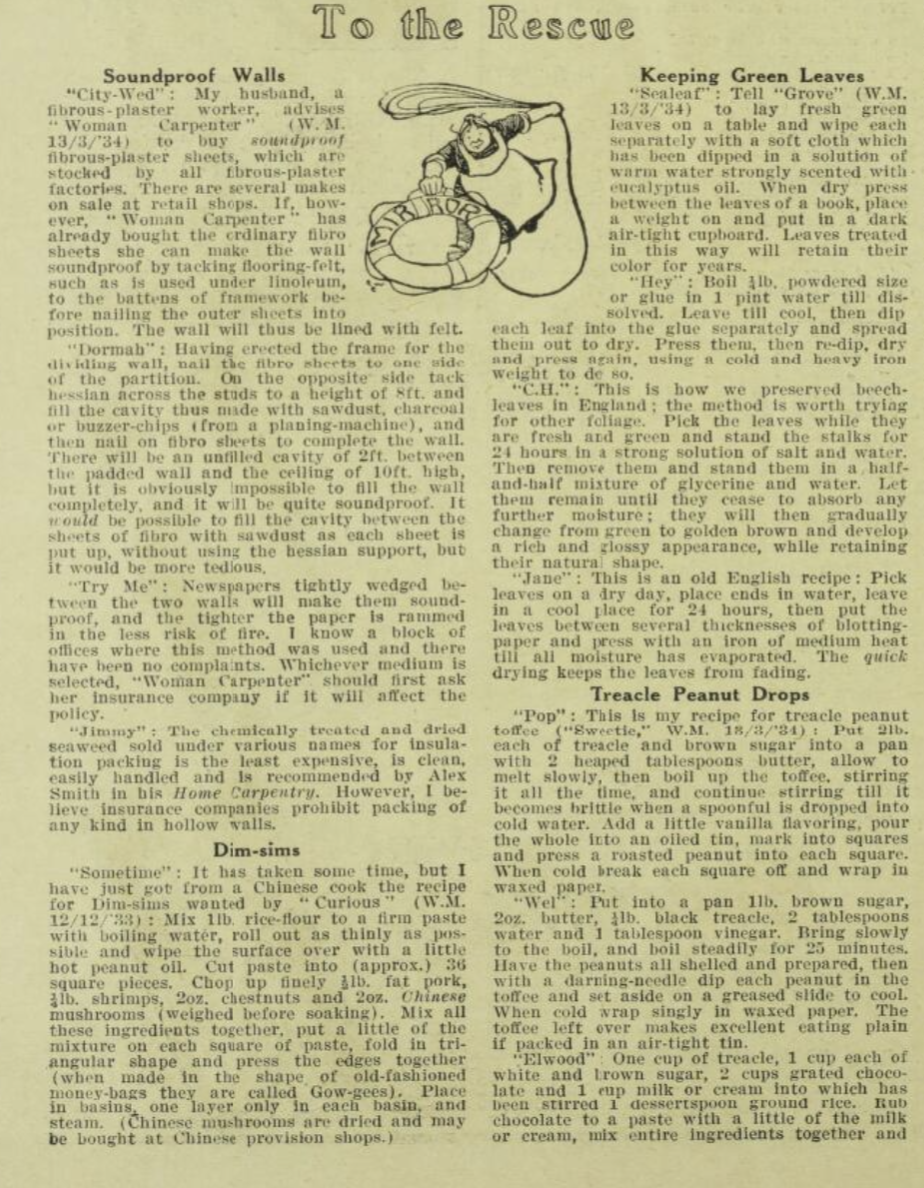 To the Rescue
Soundproof Walls
"City-Wed": My husband, a
fibrous-plaster worker, advises
"Woman Carpenter" (W.M.
13/3/'34) to buy soundproof
fibrous-plaster sheets, which are
stocked by all fibrous-plaster
factories. There are several makes
on sale at retail shops. If, how-
ever, "Woman Carpenter" has
already bought the ordinary fibro
sheets she can make the wall
soundproof by tacking flooring-felt,
such as is used under linoleum,
to the battens of framework be-
fore nailing the outer sheets into
position. The wall will thus be lined with felt.
"Dormah": Having erected the frame for the
dividing wall, nail the fibro sheets to one side
of the partition. On the opposite side tack
hessian across the studs to a height of 8ft. and
fill the cavity thus made with sawdust, charcoal
or buzzer-chips (from a planing-machine), and
then nail on fibro sheets to complete the wall.
There will be an unfilled cavity of 2ft. between
the padded wall and the ceiling of 10ft. high,
but it is obviously impossible to fill the wall
completely, and it will be quite soundproof. It
would be possible to fill the cavity between the
sheets of fibro with sawdust as each sheet is
put up, without using the hessian support, but
it would be more tedious.
"Try Me": Newspapers tightly wedged be-
tween the two walls will make them sound-
proof, and the tighter the paper is rammed
in the less risk of fire. I know a block of
offices where this method was used and there
have been no complaints. Whichever medium is
selected, "Woman Carpenter" should first ask
her insurance company if it will affect the
policy.
"Jimmy": The chemically treated and dried
seaweed sold under various names for insula-
tion packing is the least expensive, is clean,
easily handled and is recommended by Alex
Smith in his Home Carpentry. However, I be-
lieve insurance companies prohibit packing of
any kind in hollow walls.
Dim-sims
"Sometime": It has taken some time, but I
have just got from a Chinese cook the recipe
for Dim-sims wanted by "Curious" (W.M.
12/12/'33): Mix 1lb. rice-flour to a firm paste
with boiling water, roll out as thinly as pos-
sible and wipe the surface over with a little
hot peanut oil. Cut paste into (approx.) 36
square pieces. Chop up finely ½lb. fat pork,
lb. shrimps, 2oz. chestnuts and 2oz. Chinese
mushrooms (weighed before soaking). Mix all
these ingredients together, put a little of the
mixture on each square of paste, fold in tri-
angular shape and press the edges together
(when made in the shape of old-fashioned
money-bags they are called Gow-gees). Place
in basins, one layer only in each basin, and
steam. (Chinese mushrooms are dried and may
be bought at Chinese provision shops.)
MIRROR
Keeping Green Leaves
"Sealeaf": Tell "Grove" (W.M.
13/3/'34) to lay fresh green
leaves on a table and wipe each
separately with a soft cloth which
has been dipped in a solution of
warm water strongly scented with
eucalyptus oil. When dry press
between the leaves of a book, place
a weight on and put in a dark
air-tight cupboard. Leaves treated
in this way will retain their
color for years.
"Hey": Boil lb. powdered size
or glue in 1 pint water till dis-
solved. Leave till cool, then dip
each leaf into the glue separately and spread
them out to dry. Press them, then re-dip, dry
and press again, using a cold and heavy iron
weight to do so.
"C.H.": This is how we preserved beech-
leaves in England; the method is worth trying
for other foliage. Pick the leaves while they
are fresh and green and stand the stalks for
24 hours in a strong solution of salt and water.
Then remove them and stand them in a half-
and-half mixture of glycerine and water. Let
them remain until they cease to absorb any
further moisture; they will then gradually
change from green to golden brown and develop
a rich and glossy appearance, while retaining
their natural shape.
"Jane": This is an old English recipe: Pick
leaves on a dry day, place ends in water, leave
in a cool place for 24 hours, then put the
leaves between several thicknesses of blotting-
paper and press with an iron of medium heat
till all moisture has evaporated. The quick
drying keeps the leaves from fading.
Treacle Peanut Drops
"Pop": This is my recipe for treacle peanut
toffee ("Sweetie," W.M. 13/3/'34): Put 2lb.
each of treacle and brown sugar into a pan
with 2 heaped tablespoons butter, allow to
melt slowly, then boil up the toffee, stirring
it all the time, and continue stirring till it
becomes brittle when a spoonful is dropped into
cold water. Add a little vanilla flavoring, pour
the whole into an oiled tin, mark into squares
and press a roasted peanut into each square.
When cold break each square off and wrap in
waxed paper.
"Wel": Put into a pan 1lb. brown sugar,
2oz. butter, lb. black treacle, 2 tablespoons
water and 1 tablespoon vinegar. Bring slowly
to the boil, and boil steadily for 25 minutes.
Have the peanuts all shelled and prepared, then
with a darning-needle dip each peanut in the
toffee and set aside on a greased slide to cool.
When cold wrap singly in waxed paper. The
toffee left over makes excellent eating plain
if packed in an air-tight tin.
"Elwood": One cup of treacle, 1 cup each of
white and brown sugar, 2 cups grated choco-
late and 1 cup milk or cream into which has
been stirred 1 dessertspoon ground rice. Rub
chocolate to a paste with a little of the milk
or cream, mix entire ingredients together and